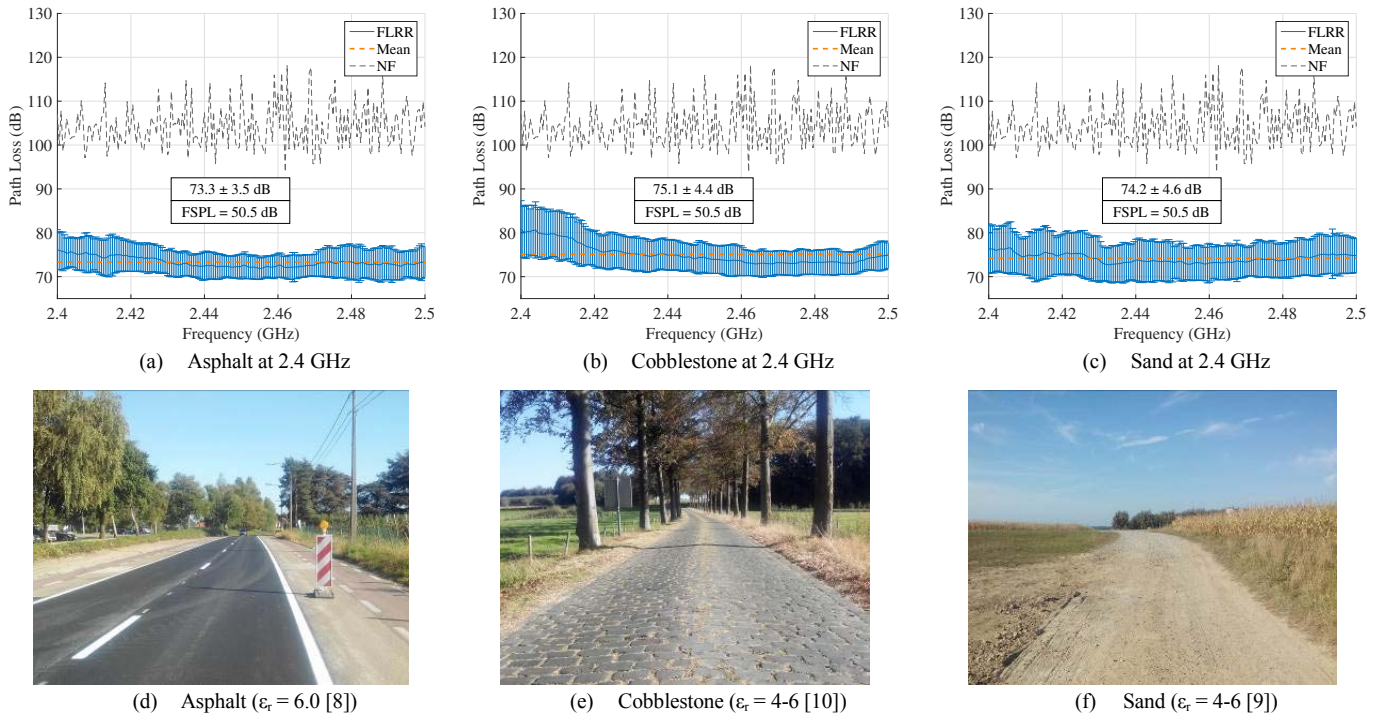 130
120
110
100
90
80
70
Path Loss (dB)
FLRR
Mean
NF
73.3 ± 3.5 dB
FSPL = 50.5 dB
2.4 2.42 2.44 2.46 2.48 2.5
Frequency (GHz)
(a) Asphalt at 2.4 GHz
130
120
110
100
90
80
70
Path Loss (dB)
FLRR
Mean
NF
75.1 ± 4.4 dB
FSPL = 50.5 dB
2.4 2.42 2.44 2.46 2.48 2.5
Frequency (GHz)
(b) Cobblestone at 2.4 GHz
130
120
110
100
90
80
70
Path Loss (dB)
FLRR
Mean
NF
74.2 ± 4.6 dB
FSPL = 50.5 dB
2.4 2.42 2.44 2.46 2.48 2.5
Frequency (GHz)
(c) Sand at 2.4 GHz
(d) Asphalt (εr = 6.0 [8])
(e) Cobblestone (εr = 4-6 [10])
(f) Sand (εr = 4-6 [9])